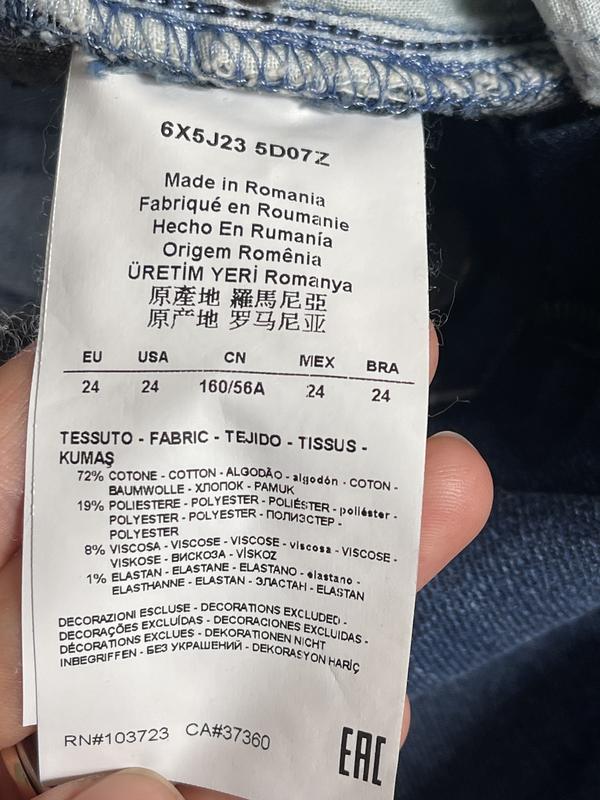 6X5J23 5D07Z
Made in Romania
Fabriqué en Roumanie
Hecho En Rumanía
Origem Romênia
ÜRETİM YERİ Romanya
原產地 羅馬尼亞
原产地 罗马尼亚
EU USA CN MEX BRA
24 24 160/56A 24 24
TESSUTO - FABRIC - TEJIDO - TISSUS -
KUMAŞ
72% COTONE - COTTON - ALGODÃO - algodón - COTON -
BAUMWOLLE - ХЛОПОК - PAMUK
19% POLIESTERE - POLYESTER - POLIÉSTER - poliéster -
POLYESTER - POLYESTER - ПОЛИЭСТЕР -
POLYESTER
8% VISCOSA - VISCOSE - VISCOSE - viscosa - VISCOSE -
VISKOSE - ВИСКОЗА - VİSKOZ
1% ELASTAN - ELASTANE - ELASTANO - elastano -
ELASTHANNE - ELASTAN - ЭЛАСТАН - ELASTAN
DECORAZIONI ESCLUSE - DECORATIONS EXCLUDED -
DECORAÇÕES EXCLUÍDAS - DECORACIONES EXCLUIDAS -
DÉCORATIONS EXCLUES - DEKORATIONEN NICHT
INBEGRIFFEN - БЕЗ УКРАШЕНИЙ - DEKORASYON HARİÇ
RN#103723 CA#37360
EAC